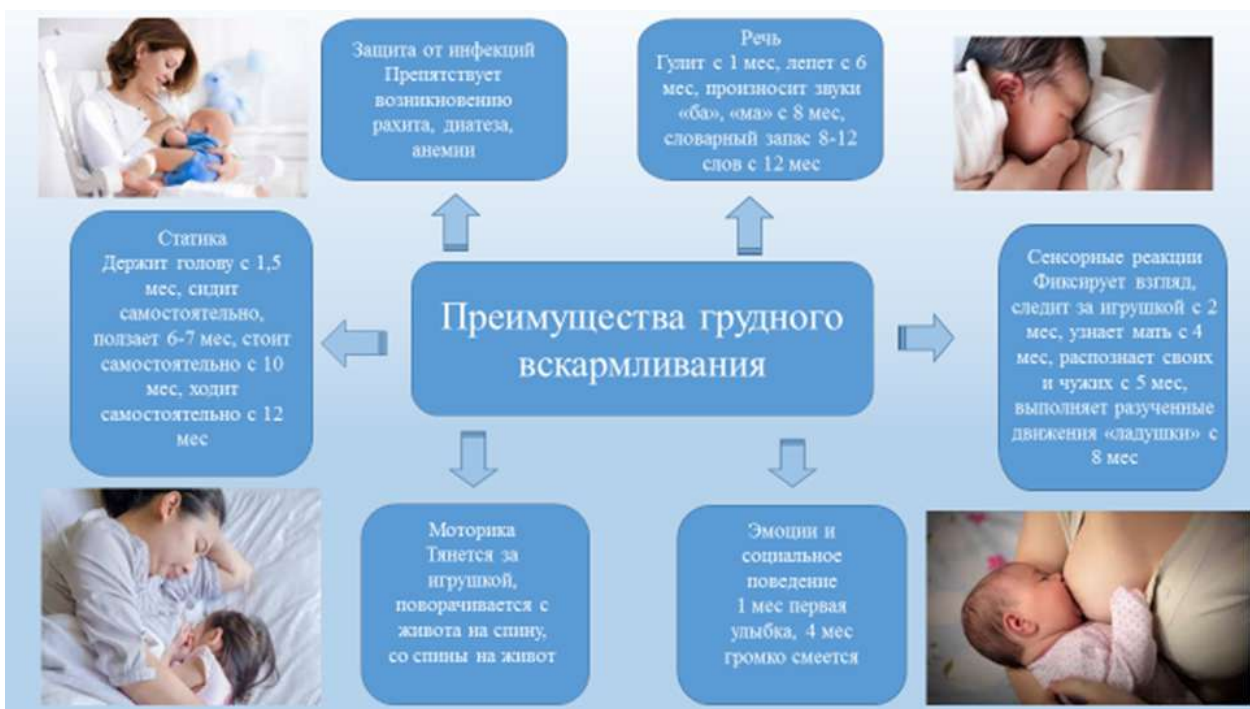 Защита от инфекций
Препятствует
возникновению
рахита, диатеза,
анемии
Речь
Гулит с 1 мес, лепет с 6
мес, произносит звуки
«ба», «ма» с 8 мес,
словарный запас 8-12
слов с 12 мес
Статика
Держит голову с 1,5
мес, сидит
самостоятельно,
ползает 6-7 мес, стоит
самостоятельно с 10
мес, ходит
самостоятельно с 12
мес
Преимущества грудного
вскармливания
Сенсорные реакции
Фиксирует взгляд,
следит за игрушкой с 2
мес, узнает мать с 4
мес, распознает своих
и чужих с 5 мес,
выполняет разученные
движения «ладушки» с
8 мес
Моторика
Тянется за
игрушкой,
поворачивается с
живота на спину,
со спины на живот
Эмоции и
социальное
поведение
1 мес первая
улыбка, 4 мес
громко смеется